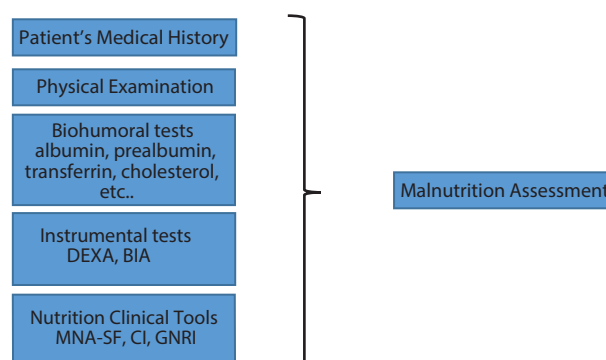 Patient's Medical History
Physical Examination
Biohumoral tests
albumin, prealbumin,
transferrin, cholesterol,
etc..
Instrumental tests
DEXA, BIA
Nutrition Clinical Tools
MNA-SF, CI, GNRI
Malnutrition Assessment